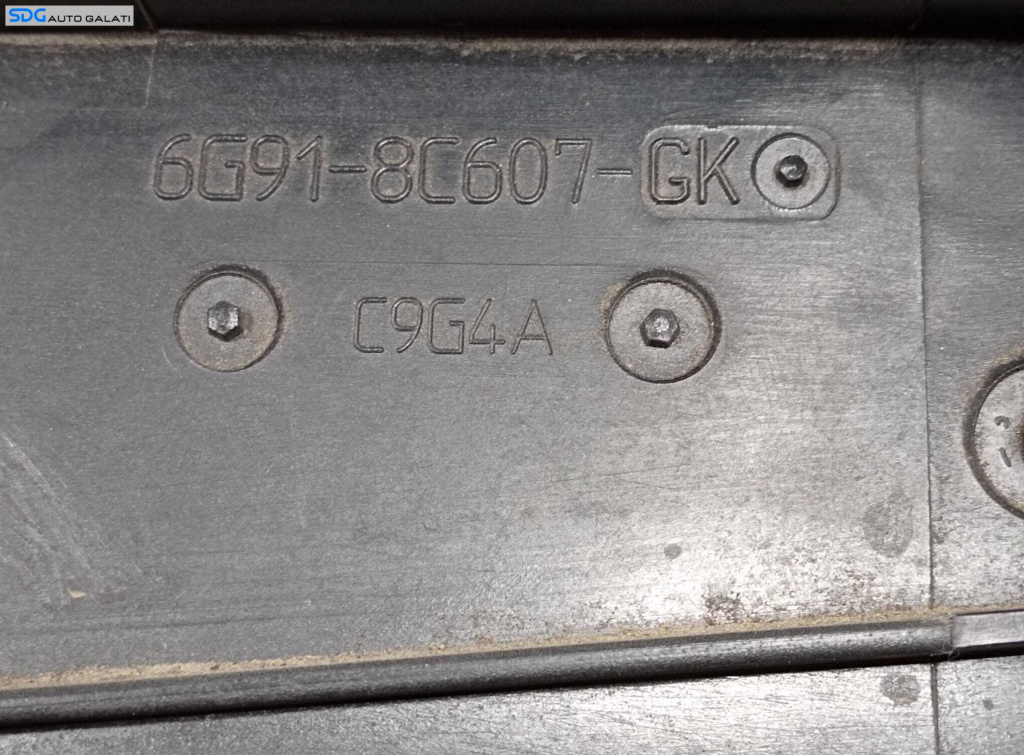 SDG AUTO GALATI
6G91-8C607-GK
C9G4A